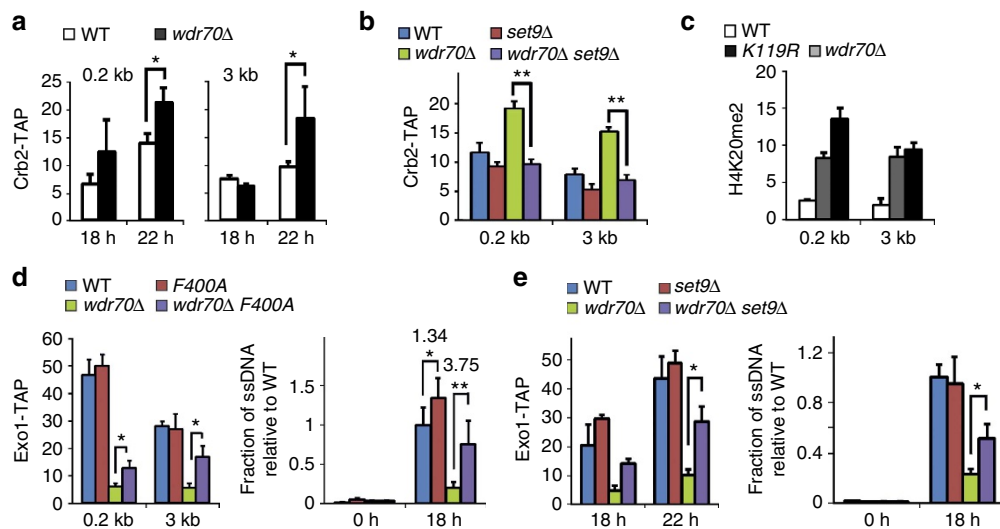 a
WT wdr70Δ
0.2 kb
3 kb
*
*
Crb2-TAP
25
20
15
10
5
0
18 h 22 h 18 h 22 h
b
WT set9Δ
wdr70Δ wdr70Δ set9Δ
**
**
Crb2-TAP
20
15
10
5
0
0.2 kb 3 kb
c
WT
K119R wdr70Δ
H4K20me2
20
15
10
5
0
0.2 kb 3 kb
d
WT F400A
wdr70Δ wdr70Δ F400A
Exo1-TAP
60
50
40
30
20
10
0
*
*
0.2 kb 3 kb
Fraction of ssDNA
relative to WT
1.5
1
0.5
0
1.34
*
3.75
**
0 h 18 h
e
WT set9Δ
wdr70Δ wdr70Δ set9Δ
Exo1-TAP
50
40
30
20
10
0
*
18 h 22 h
Fraction of ssDNA
relative to WT
1.2
0.8
0.4
0
*
0 h 18 h